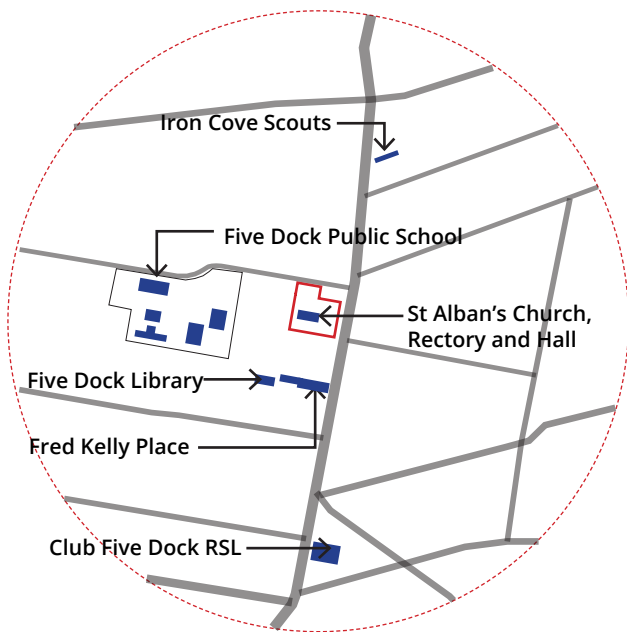 Iron Cove Scouts
Five Dock Public School
St Alban’s Church,
Rectory and Hall
Five Dock Library
Fred Kelly Place
Club Five Dock RSL